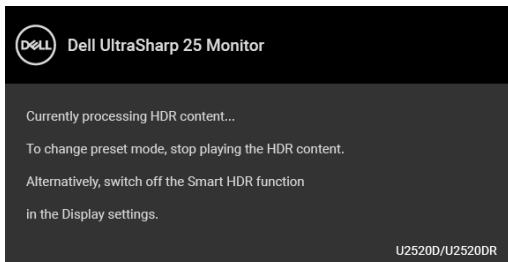 DELL Dell UltraSharp 25 Monitor
Currently processing HDR content...
To change preset mode, stop playing the HDR content.
Alternatively, switch off the Smart HDR function
in the Display settings.
U2520D/U2520DR